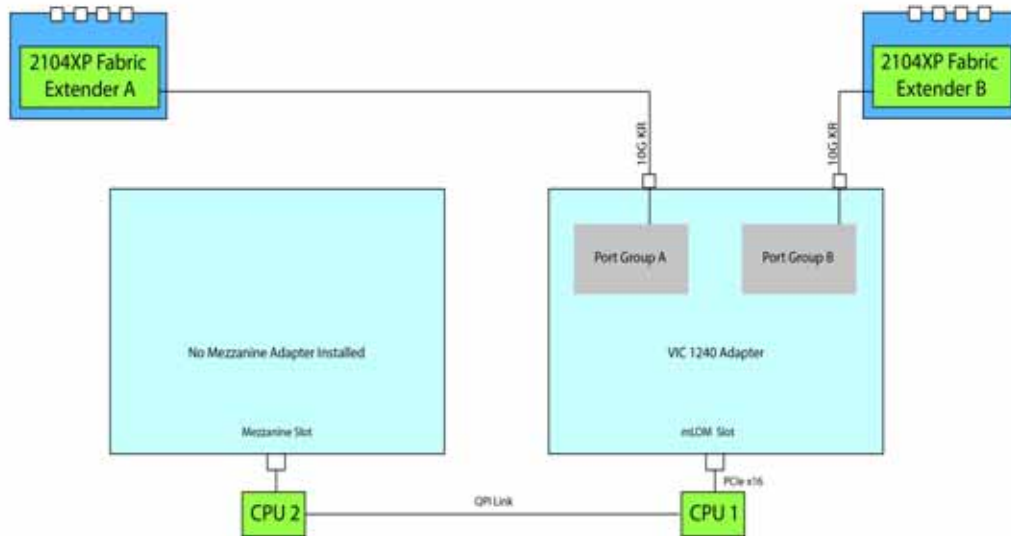 2104XP Fabric
Extender A
2104XP Fabric
Extender B
10G KR
10G KR
Port Group A
Port Group B
No Mezzanine Adapter Installed
VIC 1240 Adapter
Mezzanine Slot
mLOM Slot
PCIe x16
CPU 2
QPI Link
CPU 1